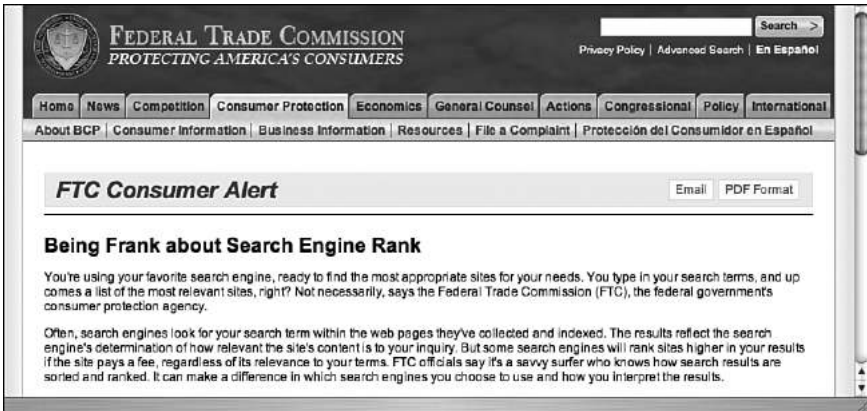 Search >
FEDERAL TRADE COMMISSION
PROTECTING AMERICA'S CONSUMERS
Privacy Policy | Advanced Search | En Español
Home News Competition Consumer Protection Economics General Counsel Actions Congressional Policy International
About BCP | Consumer Information | Business Information | Resources | File a Complaint | Protección del Consumidor en Español
FTC Consumer Alert
Email PDF Format
Being Frank about Search Engine Rank
You're using your favorite search engine, ready to find the most appropriate sites for your needs. You type in your search terms, and up
comes a list of the most relevant sites, right? Not necessarily, says the Federal Trade Commission (FTC), the federal government's
consumer protection agency.
Often, search engines look for your search term within the web pages they've collected and indexed. The results reflect the search
engine's determination of how relevant the site's content is to your inquiry. But some search engines will rank sites higher in your results
if the site pays a fee, regardless of its relevance to your terms. FTC officials say it's a savvy surfer who knows how search results are
sorted and ranked. It can make a difference in which search engines you choose to use and how you interpret the results.